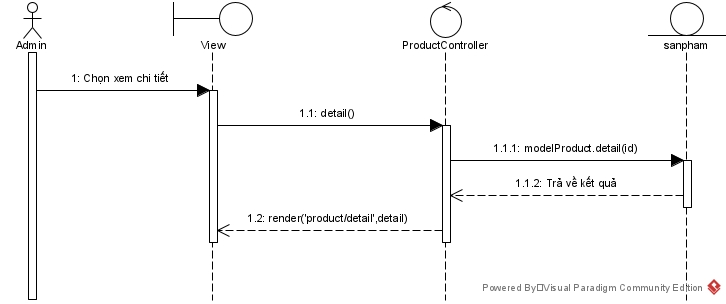 Admin
View
ProductController
sanpham
1: Chọn xem chi tiết
1.1: detail()
1.1.1: modelProduct.detail(id)
1.1.2: Trả về kết quả
1.2: render('product/detail',detail)
Powered By□Visual Paradigm Community Edition